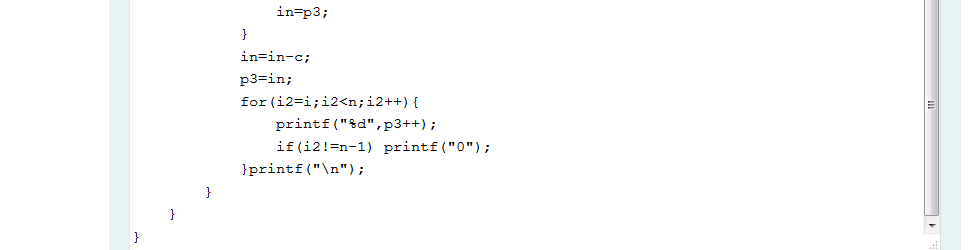 in=p3;
}
in=in-c;
p3=in;
for(i2=i;i2<n;i2++){
printf("%d",p3++);
if(i2!=n-1) printf("0");
}printf("\n");
}
}
}